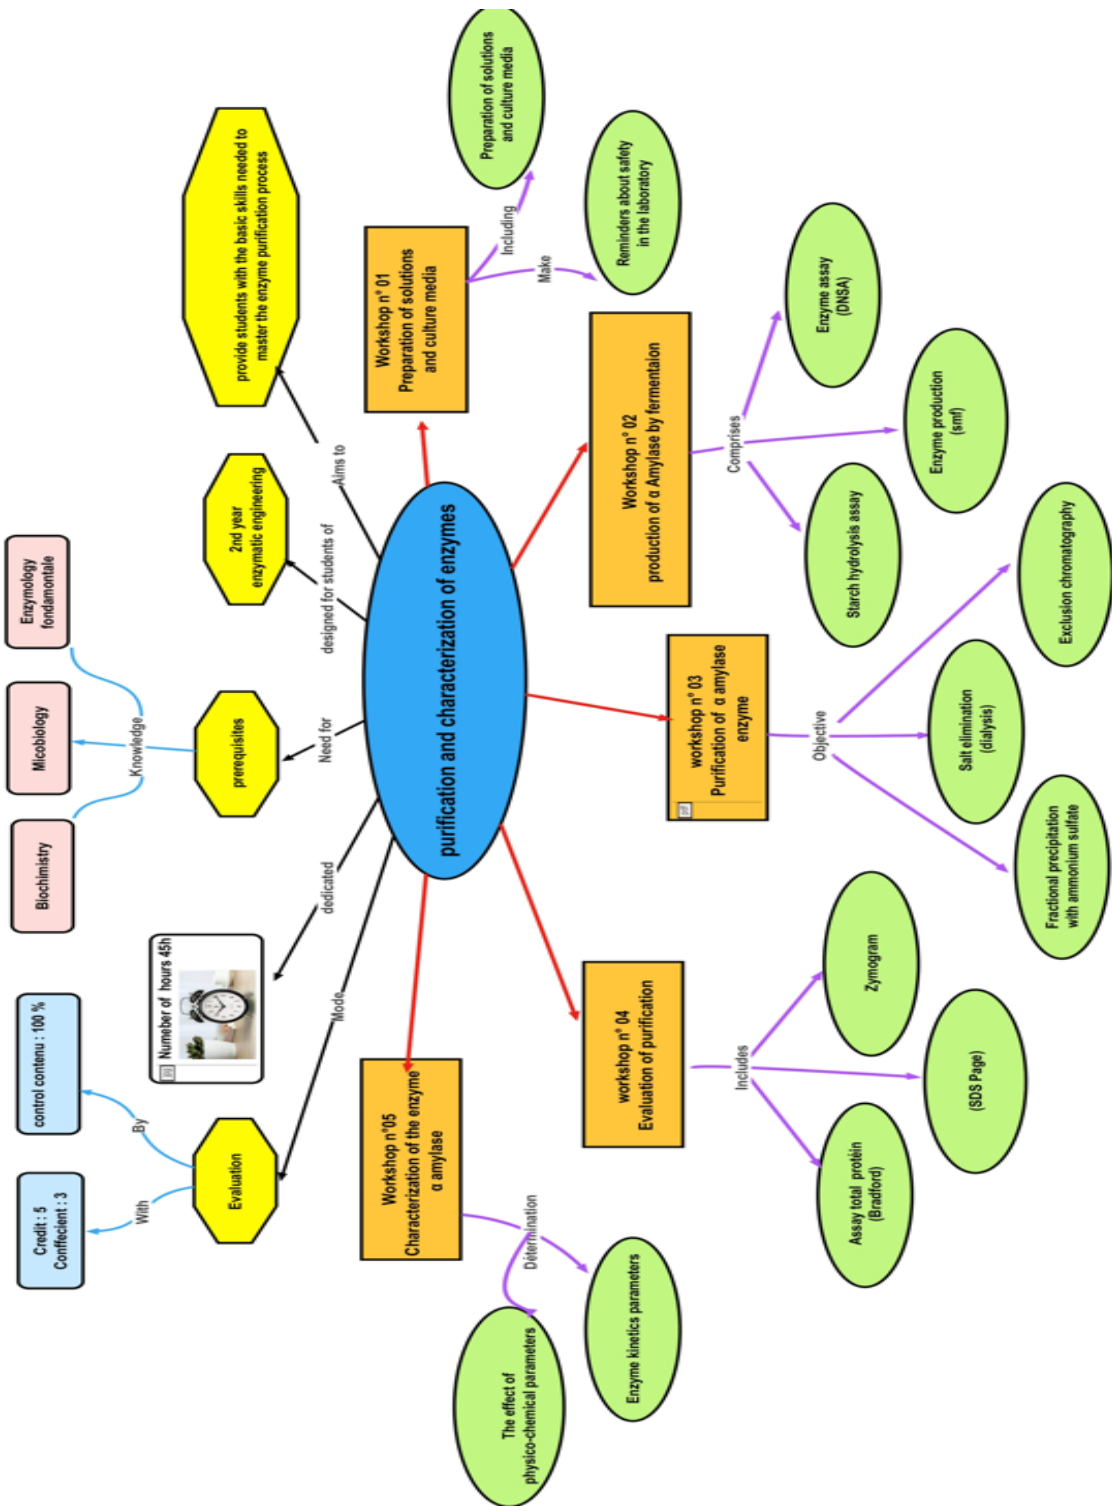 Credit : 5
Conffecient : 3
control contenu : 100 %
Biochimistry
Micobiology
Enzymology
fondamontale
With
By
Knowledge
Evaluation
Numeber of hours 45h
prerequisites
2nd year
enzymatic engineering
provide students with the basic skills needed to
master the enzyme purification process
Mode
dedicated
Need for
designed for students of
Aims to
purification and characterization of enzymes
Workshop n°05
Characterization of the enzyme
α amylase
Workshop n° 01
Preparation of solutions
and culture media
Détermination
The effect of
physico-chemical parameters
Enzyme kinetics parameters
Including
Make
Preparation of solutions
and culture media
Reminders about safety
in the laboratory
workshop n° 04
Evaluation of purification
workshop n° 03
Purification of α amylase
enzyme
Workshop n° 02
production of α Amylase by fermentaion
Includes
Objective
Comprises
Assay total protéin
(Bradford)
(SDS Page)
Zymogram
Fractional precipitation
with ammonium sulfate
Salt elimination
(dialysis)
Exclusion chromatography
Starch hydrolysis assay
Enzyme production
(smf)
Enzyme assay
(DNSA)